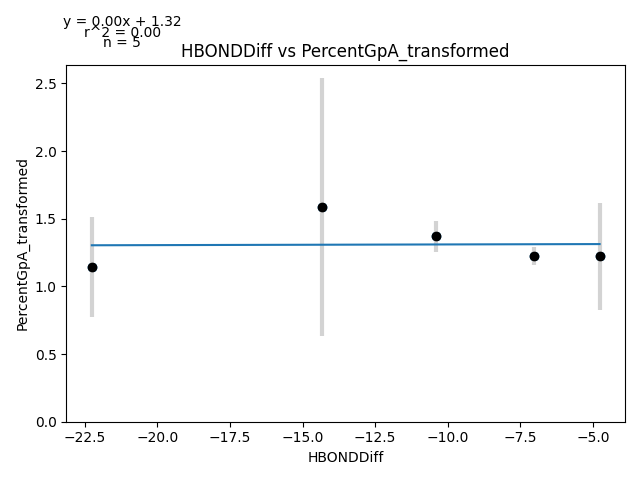 y = 0.00x + 1.32
r^2 = 0.00
n = 5
HBONDDiff vs PercentGpA_transformed
PercentGpA_transformed
2.5
2.0
1.5
1.0
0.5
0.0
−22.5 −20.0 −17.5 −15.0 −12.5 −10.0 −7.5 −5.0
HBONDDiff